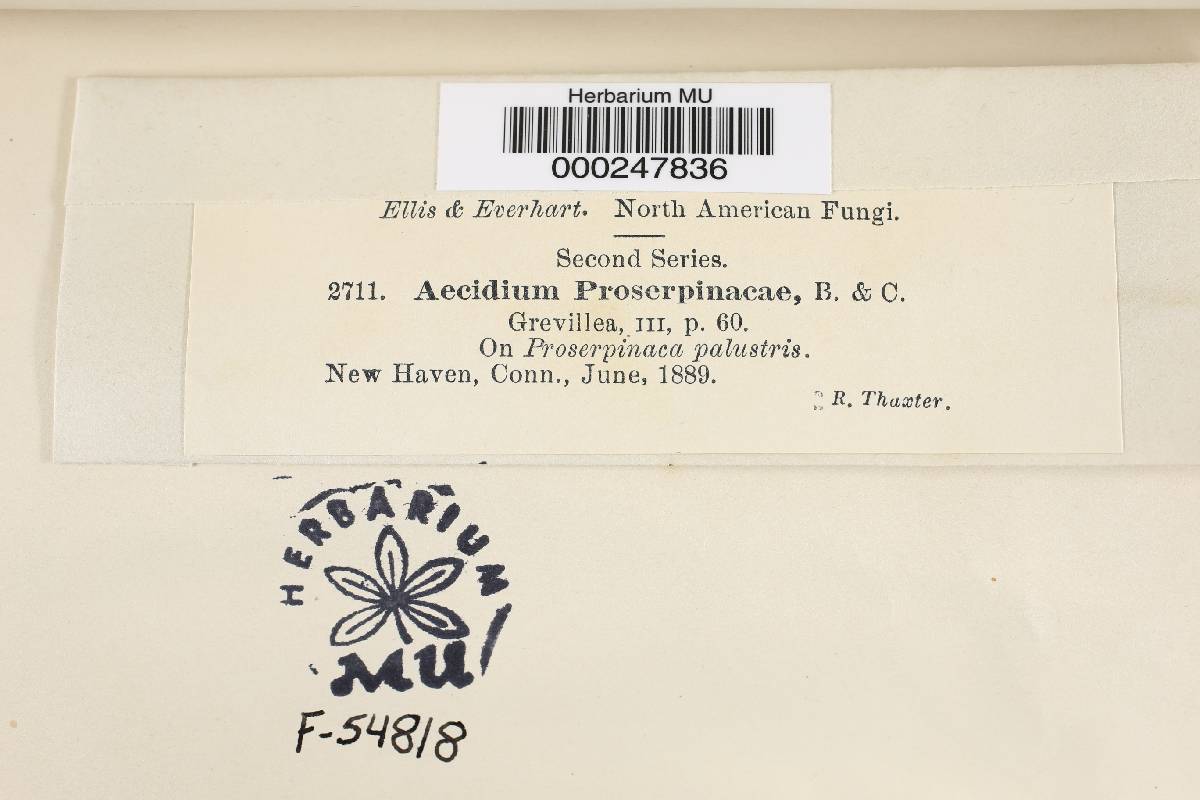 Herbarium MU
000247836
Ellis & Everhart. North American Fungi.
Second Series.
2711. Aecidium Proserpinacae, B. & C.
Grevillea, III, p. 60.
On Proserpinaca palustris.
New Haven, Conn., June, 1889.
R. Thaxter.
HERBARIUM
MU
F-54818